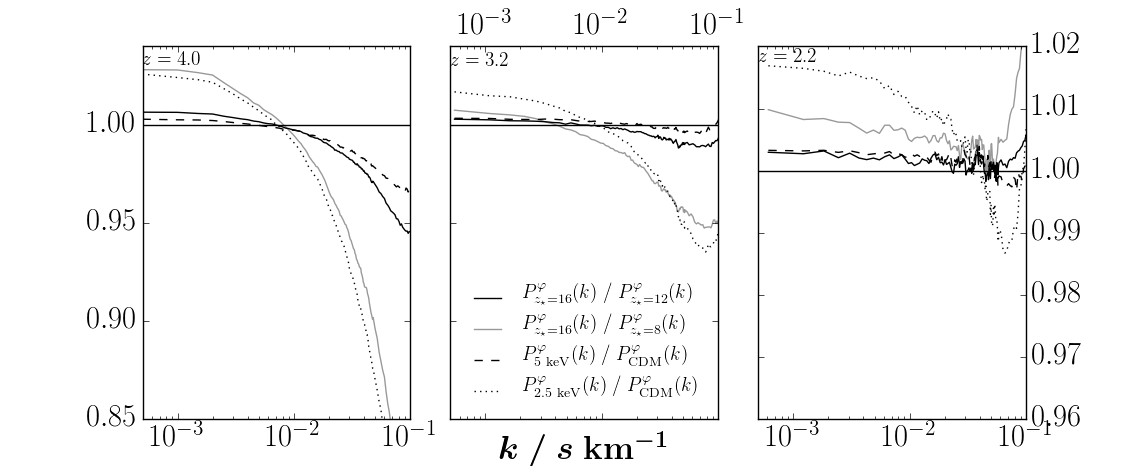 10⁻³ 10⁻² 10⁻¹
z = 4.0
z = 3.2
z = 2.2
1.00
0.95
0.90
0.85
1.02
1.01
1.00
0.99
0.98
0.97
0.96
P^φ_{z⋆=16}(k) / P^φ_{z⋆=12}(k)
P^φ_{z⋆=16}(k) / P^φ_{z⋆=8}(k)
P^φ_{5 keV}(k) / P^φ_{CDM}(k)
P^φ_{2.5 keV}(k) / P^φ_{CDM}(k)
10⁻³ 10⁻² 10⁻¹
10⁻³ 10⁻² 10⁻¹
k / s km⁻¹